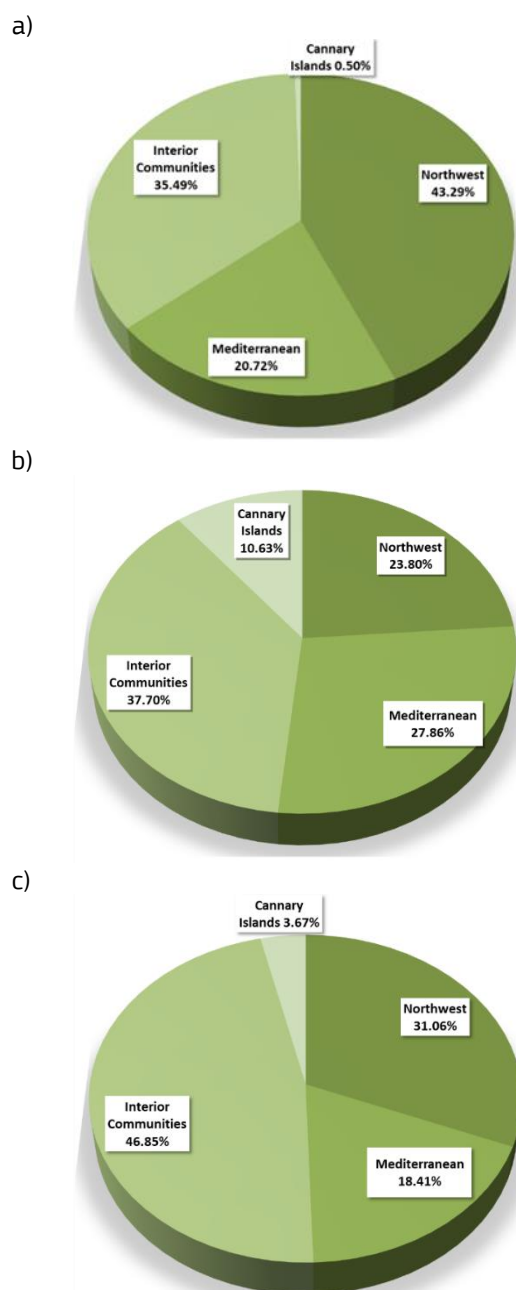 a)
Cannary
Islands 0.50%
Interior
Communities
35.49%
Northwest
43.29%
Mediterranean
20.72%
b)
Cannary
Islands
10.63%
Northwest
23.80%
Interior
Communities
37.70%
Mediterranean
27.86%
c)
Cannary
Islands 3.67%
Northwest
31.06%
Interior
Communities
46.85%
Mediterranean
18.41%